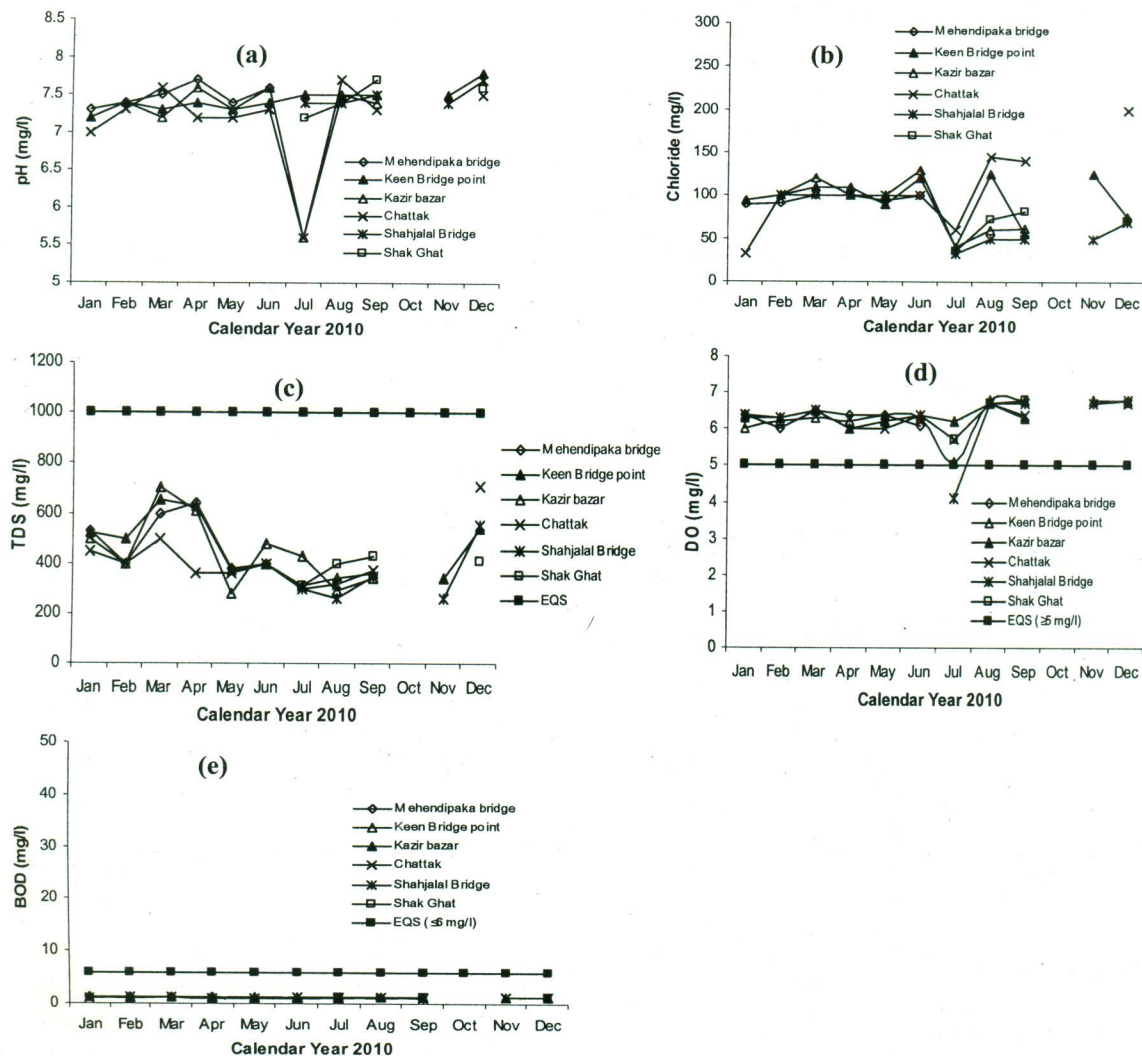 (a)
pH (mg/l)
8.5
8
7.5
7
6.5
6
5.5
5
Mehendipaka bridge
Keen Bridge point
Kazir bazar
Chattak
Shahjalal Bridge
Shak Ghat
Jan Feb Mar Apr May Jun Jul Aug Sep Oct Nov Dec
Calendar Year 2010
(b)
Chloride (mg/l)
300
250
200
150
100
50
0
Mehendipaka bridge
Keen Bridge point
Kazir bazar
Chattak
Shahjalal Bridge
Shak Ghat
Jan Feb Mar Apr May Jun Jul Aug Sep Oct Nov Dec
Calendar Year 2010
(c)
TDS (mg/l)
1200
1000
800
600
400
200
0
Mehendipaka bridge
Keen Bridge point
Kazir bazar
Chattak
Shahjalal Bridge
Shak Ghat
EQS
Jan Feb Mar Apr May Jun Jul Aug Sep Oct Nov Dec
Calendar Year 2010
(d)
DO (mg/l)
8
7
6
5
4
3
2
1
0
Mehendipaka bridge
Keen Bridge point
Kazir bazar
Chattak
Shahjalal Bridge
Shak Ghat
EQS (≥5 mg/l)
Jan Feb Mar Apr May Jun Jul Aug Sep Oct Nov Dec
Calendar Year 2010
(e)
BOD (mg/l)
50
40
30
20
10
0
Mehendipaka bridge
Keen Bridge point
Kazir bazar
Chattak
Shahjalal Bridge
Shak Ghat
EQS (≤6 mg/l)
Jan Feb Mar Apr May Jun Jul Aug Sep Oct Nov Dec
Calendar Year 2010